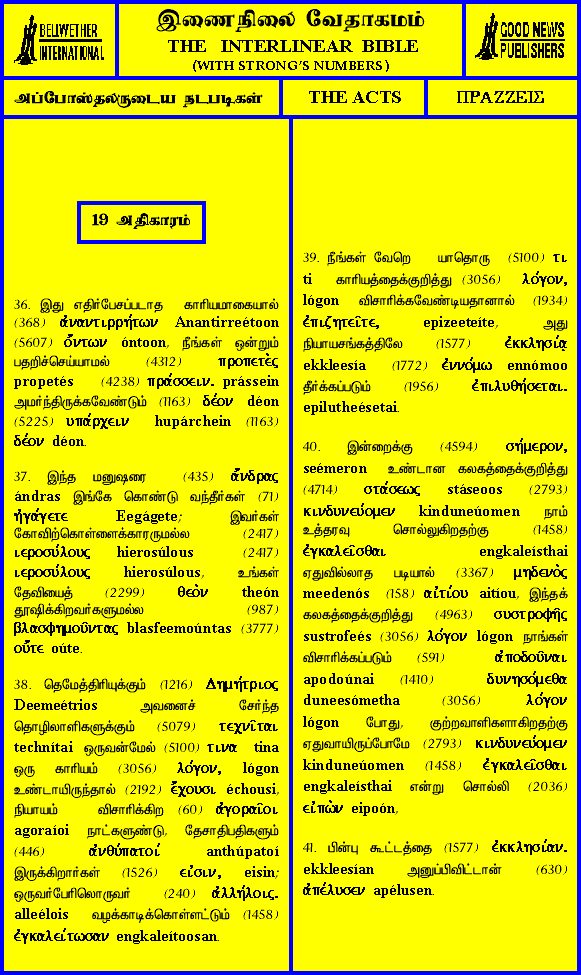 BELLWETHER
INTERNATIONAL
இணைநிலை வேதாகமம்
THE INTERLINEAR BIBLE
(WITH STRONG'S NUMBERS)
GOOD NEWS
PUBLISHERS
அப்போஸ்தலருடைய நடபடிகள்
THE ACTS
ΠΡΑΖΖΕΙΣ
19 அதிகாரம்
36. இது எதிர்பேசப்படாத காரியமாகையால்
(368) ἀναντιρρήτων Anantirreétoon
(5607) ὄντων óntoon, நீங்கள் ஒன்றும்
பதறிச்செய்யாமல் (4312) προπετὲς
propetés (4238) πράσσειν. prássein
அமர்ந்திருக்கவேண்டும் (1163) δέον déon
(5225) υπάρχειν hupárchein (1163)
δέον déon.
37. இந்த மனுஷரை (435) ἄνδρας
ándras இங்கே கொண்டு வந்தீர்கள் (71)
ἠγάγετε Eegágete; இவர்கள்
கோவிற்கொள்ளைக்காரருமல்ல (2417)
ιεροσύλους hierosúlous (2417)
ιεροσύλους hierosúlous, உங்கள்
தேவியைத் (2299) θεὸν theón
தூஷிக்கிறவர்களுமல்ல (987)
βλασφημοῦντας blasfeemoúntas (3777)
οὔτε oúte.
38. தெமேத்திரியுக்கும் (1216) Δημήτριος
Deemeétrios அவனைச் சேர்ந்த
தொழிலாளிகளுக்கும் (5079) τεχνῖται
technítai ஒருவன்மேல் (5100) τινα tina
ஒரு காரியம் (3056) λόγον, lógon
உண்டாயிருந்தால் (2192) ἔχουσι échousi,
நியாயம் விசாரிக்கிற (60) ἀγοραῖοι
agoraíoi நாட்களுண்டு, தேசாதிபதிகளும்
(446) ἀνθύπατοί anthúpatoí
இருக்கிறார்கள் (1526) εἰσιν, eisin;
ஒருவர்பேரிலொருவர் (240) ἀλλήλοις.
alleélois வழக்காடிக்கொள்ளட்டும் (1458)
ἐγκαλείτωσαν engkaleítoosan.
39. நீங்கள் வேறெ யாதொரு (5100) τι
ti காரியத்தைக்குறித்து (3056) λόγον,
lógon விசாரிக்கவேண்டியதானால் (1934)
ἐπιζητεῖτε, epizeeteíte, அது
நியாயசங்கத்திலே (1577) ἐκκλησίᾳ
ekkleesía (1772) ἐννόμω ennómoo
தீர்க்கப்படும் (1956) ἐπιλυθήσεται.
epilutheésetai.
40. இன்றைக்கு (4594) σήμερον,
seémeron உண்டான கலகத்தைக்குறித்து
(4714) στάσεως stáseoos (2793)
κινδυνεύομεν kinduneúomen நாம்
உத்தரவு சொல்லுகிறதற்கு (1458)
ἐγκαλεῖσθαι engkaleísthai
ஏதுவில்லாத படியால் (3367) μηδενὸς
meedenós (158) αἰτίου aitíou, இந்தக்
கலகத்தைக்குறித்து (4963) συστροφῆς
sustrofeés (3056) λόγον lógon நாங்கள்
விசாரிக்கப்படும் (591) ἀποδοῦναι
apodoúnai (1410) δυνησόμεθα
duneesómetha (3056) λόγον
lógon போது, குற்றவாளிகளாகிறதற்கு
ஏதுவாயிருப்போமே (2793) κινδυνεύομεν
kinduneúomen (1458) ἐγκαλεῖσθαι
engkaleísthai என்று சொல்லி (2036)
εἰπὼν eipoón,
41. பின்பு கூட்டத்தை (1577) ἐκκλησίαν.
ekkleesían அனுப்பிவிட்டான் (630)
ἀπέλυσεν apélusen.